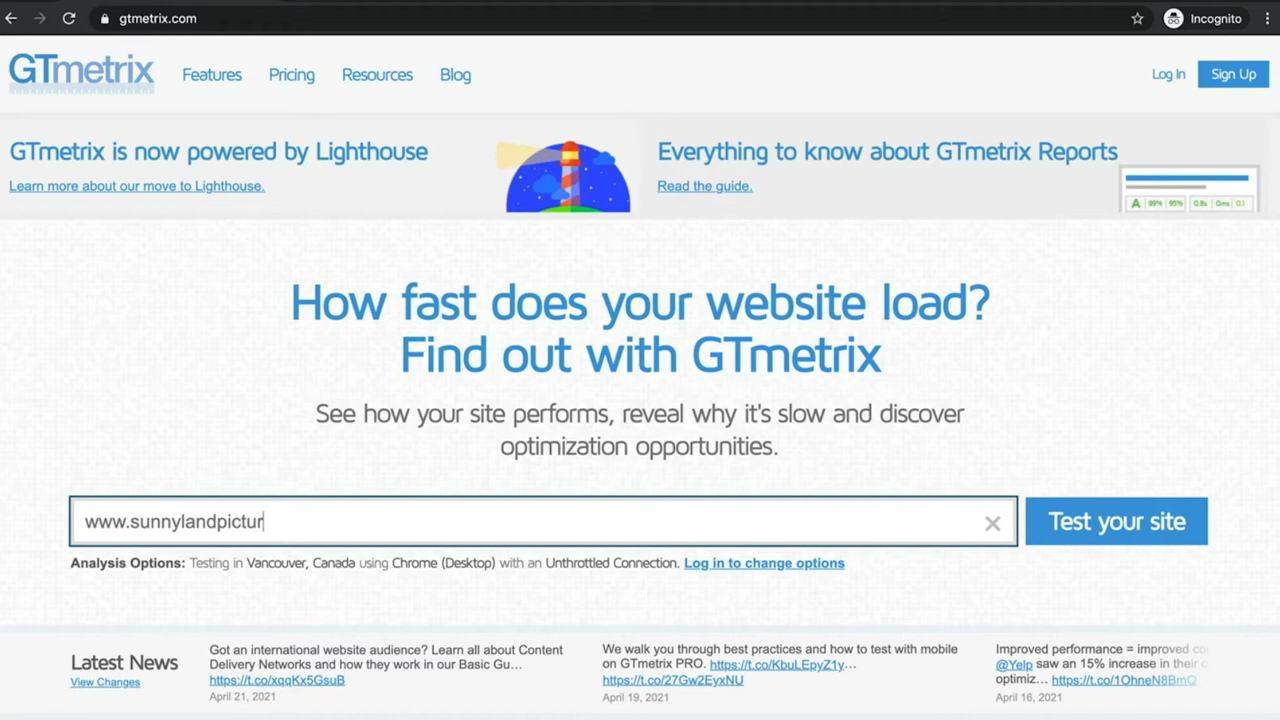 gtmetrix.com
Incognito
GTmetrix
Features
Pricing
Resources
Blog
Log In
Sign Up
GTmetrix is now powered by Lighthouse
Learn more about our move to Lighthouse.
Everything to know about GTmetrix Reports
Read the guide.
A 99% 95% 0.8s 0ms 0.1
How fast does your website load?
Find out with GTmetrix
See how your site performs, reveal why it's slow and discover
optimization opportunities.
www.sunnylandpictur
Test your site
Analysis Options: Testing in Vancouver, Canada using Chrome (Desktop) with an Unthrottled Connection. Log in to change options
Latest News
View Changes
Got an international website audience? Learn all about Content
Delivery Networks and how they work in our Basic Gu…
https://t.co/xqqKx5GsuB
April 21, 2021
We walk you through best practices and how to test with mobile
on GTmetrix PRO. https://t.co/KbuLEpyZ1y…
https://t.co/27Gw2EyxNU
April 19, 2021
Improved performance = improved co
@Yelp saw an 15% increase in their c
optimiz… https://t.co/1OhneN8BmQ
April 16, 2021